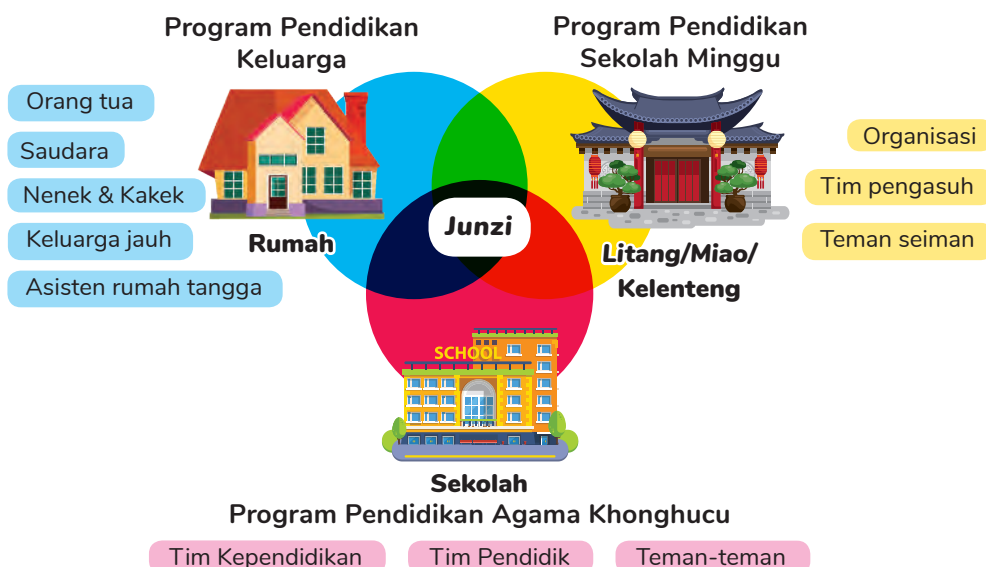 Program Pendidikan
Keluarga
Program Pendidikan
Sekolah Minggu
Orang tua
Saudara
Nenek & Kakek
Keluarga jauh
Asisten rumah tangga
Rumah
Junzi
Organisasi
Tim pengasuh
Teman seiman
Litang/Miao/
Kelenteng
SCHOOL
Sekolah
Program Pendidikan Agama Khonghucu
Tim Kependidikan
Tim Pendidik
Teman-teman